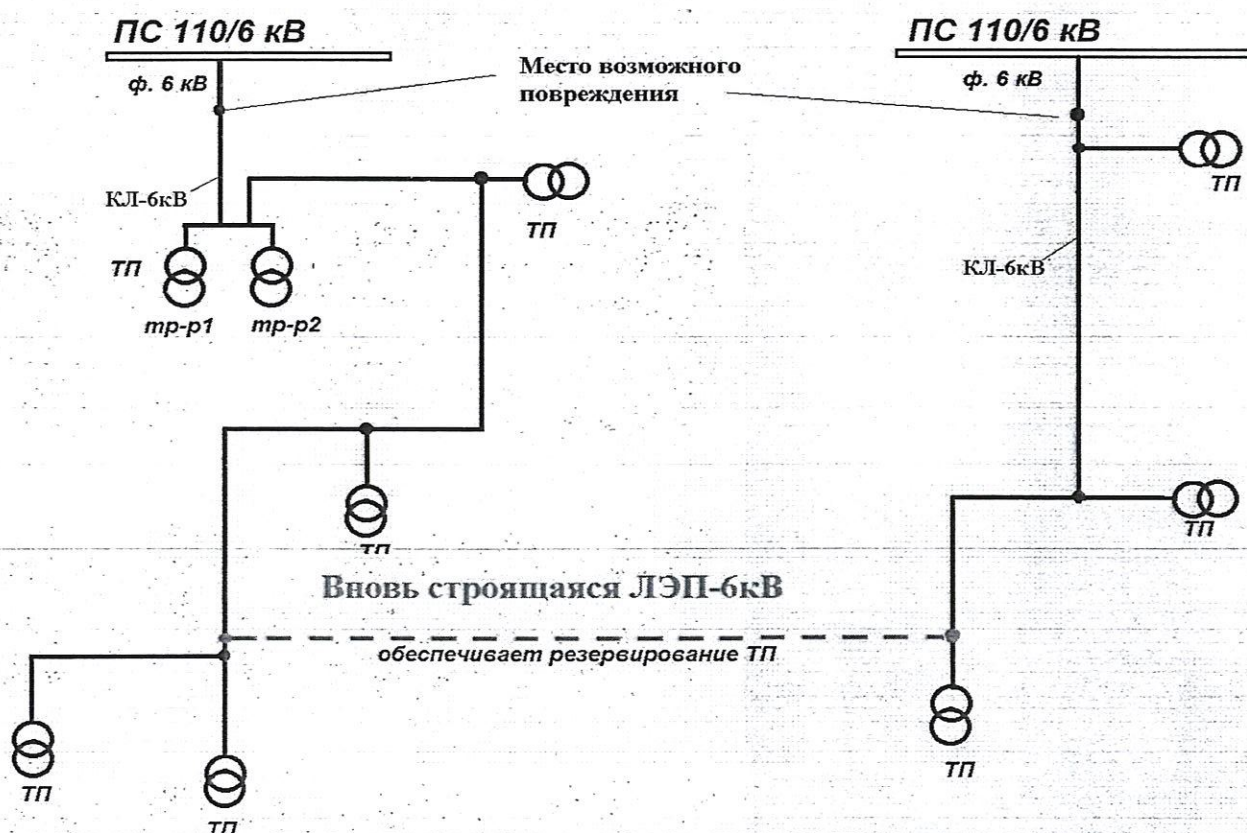 ПС 110/6 кВ
ПС 110/6 кВ
ф. 6 кВ
Место возможного
повреждения
ф. 6 кВ
КЛ-6кВ
ТП
ТП
ТП
тр-р1
тр-р2
КЛ-6кВ
ТП
ТП
Вновь строящаяся ЛЭП-6кВ
обеспечивает резервирование ТП
ТП
ТП
ТП